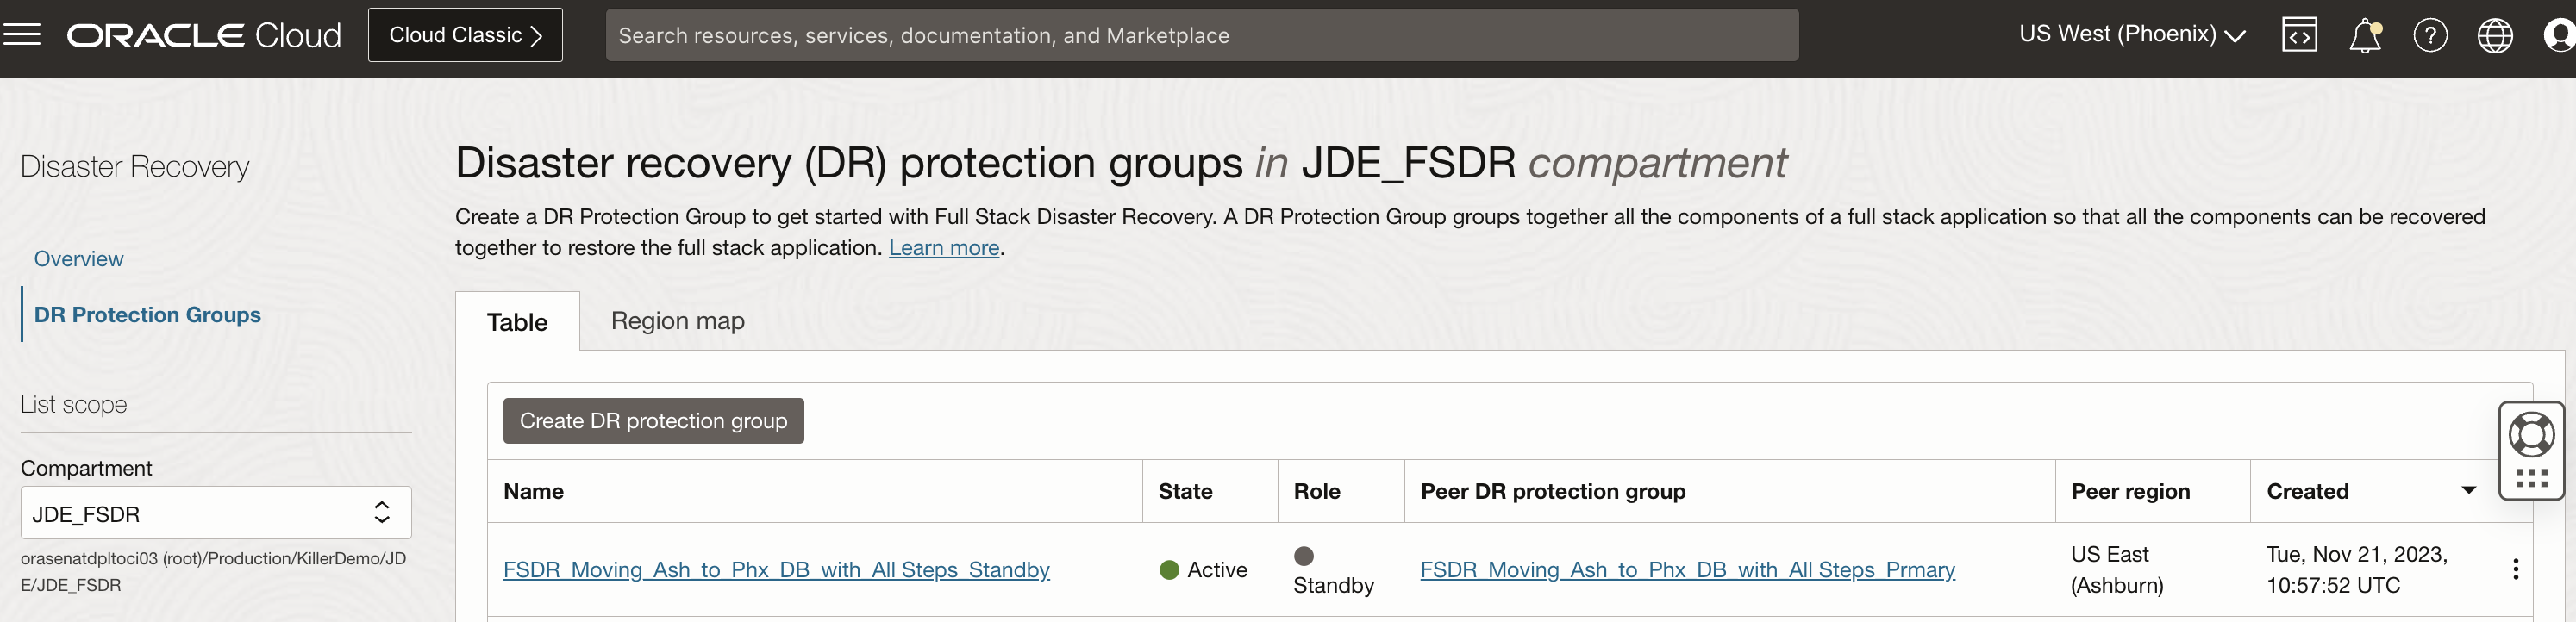 ORACLE Cloud
Cloud Classic
Search resources, services, documentation, and Marketplace
US West (Phoenix)
Disaster Recovery
Overview
DR Protection Groups
List scope
Compartment
JDE_FSDR
orasenatdpltoci03 (root)/Production/KillerDemo/JD
E/JDE_FSDR
Disaster recovery (DR) protection groups in JDE_FSDR compartment
Create a DR Protection Group to get started with Full Stack Disaster Recovery. A DR Protection Group groups together all the components of a full stack application so that all the components can be recovered
together to restore the full stack application. Learn more.
Table
Region map
Create DR protection group
Name
State
Role
Peer DR protection group
Peer region
Created
FSDR_Moving_Ash_to_Phx_DB_with_All Steps_Standby
Active
Standby
FSDR_Moving_Ash_to_Phx_DB_with_All Steps_Prmary
US East
(Ashburn)
Tue, Nov 21, 2023,
10:57:52 UTC